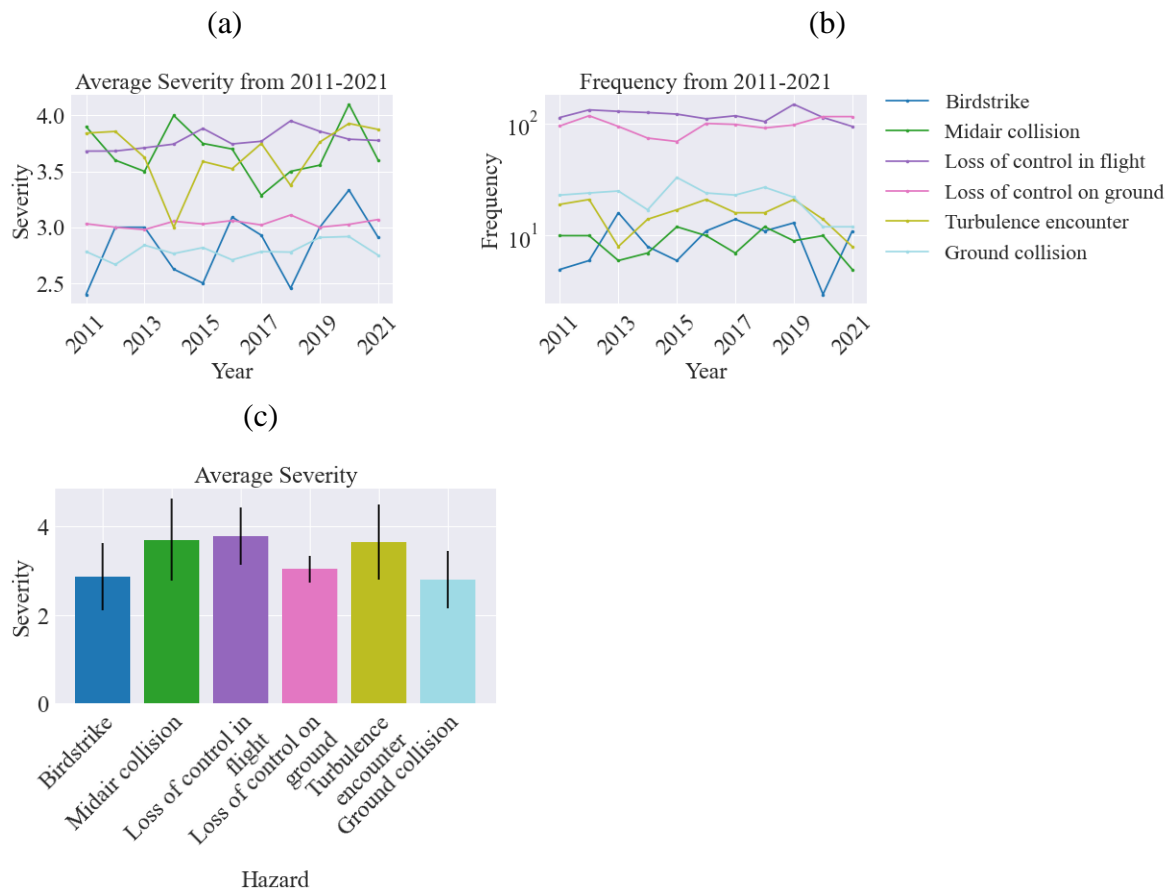 (a)
Average Severity from 2011-2021
4.0
3.5
3.0
2.5
Severity
2011
2013
2015
2017
2019
2021
Year
(b)
Frequency from 2011-2021
10²
10¹
Frequency
2011
2013
2015
2017
2019
2021
Year
Birdstrike
Midair collision
Loss of control in flight
Loss of control on ground
Turbulence encounter
Ground collision
(c)
Average Severity
4
2
0
Severity
Birdstrike
Midair collision
Loss of control in
flight
Loss of control on
ground
Turbulence
encounter
Ground collision
Hazard